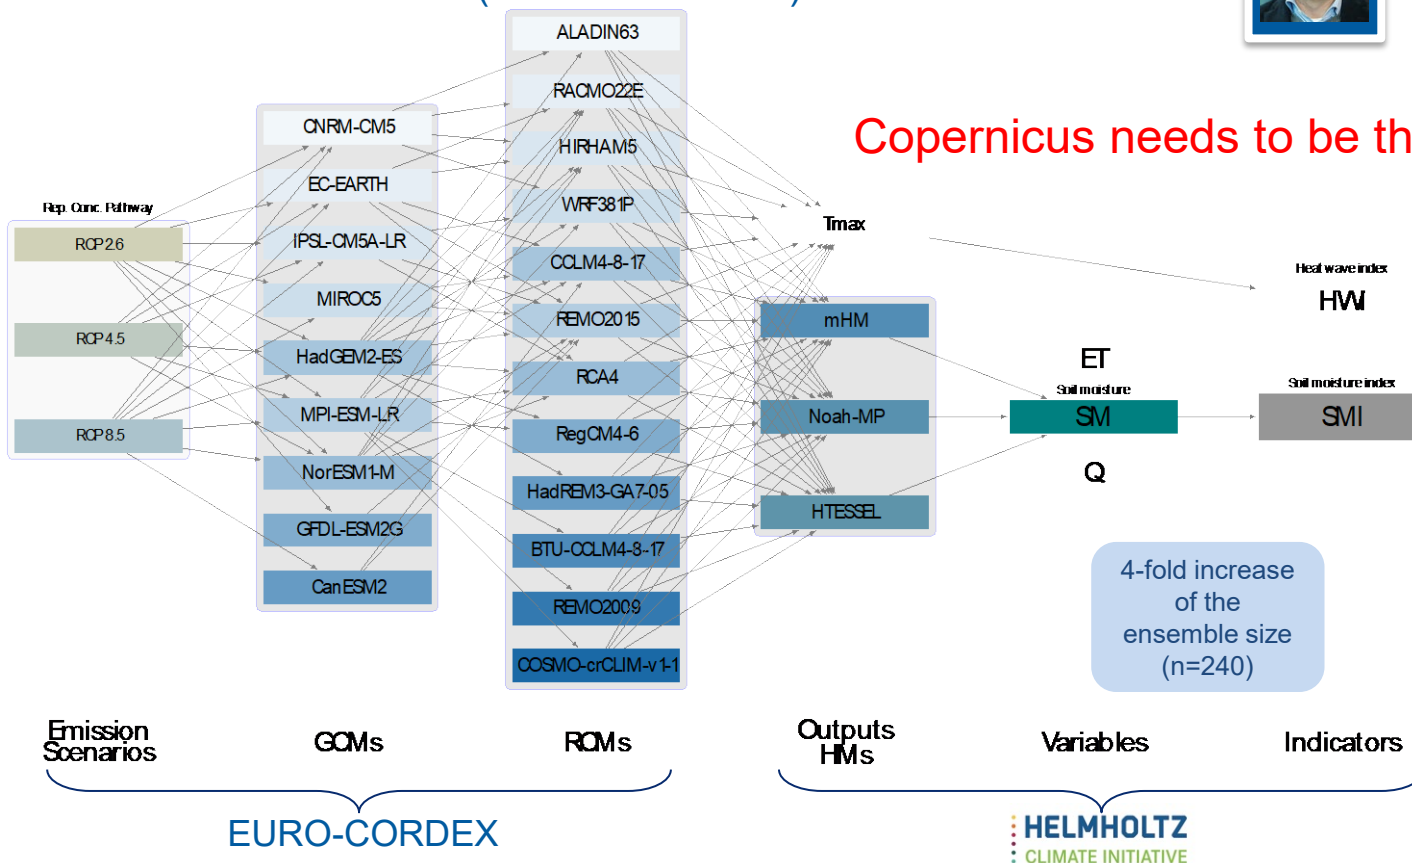 Copernicus needs to be th
Rep. Conc. Pathway
RCP2.6
RCP4.5
RCP8.5
CNRM-CM5
EC-EARTH
IPSL-CM5A-LR
MIROC5
HadGEM2-ES
MPI-ESM-LR
NorESM1-M
GFDL-ESM2G
CanESM2
ALADIN63
RACMO22E
HIRHAM5
WRF381P
CCLM4-8-17
REMO2015
RCA4
RegCM4-6
HadREM3-GA7-05
BTU-CCLM4-8-17
REMO2009
COSMO-crCLIM-v1-1
Tmax
mHM
Noah-MP
HTESSEL
ET
Soil moisture
SM
Q
Heat wave index
HWI
Soil moisture index
SMI
4-fold increase
of the
ensemble size
(n=240)
Emission
Scenarios
GCMs
RCMs
Outputs
HMs
Variables
Indicators
EURO-CORDEX
HELMHOLTZ
CLIMATE INITIATIVE